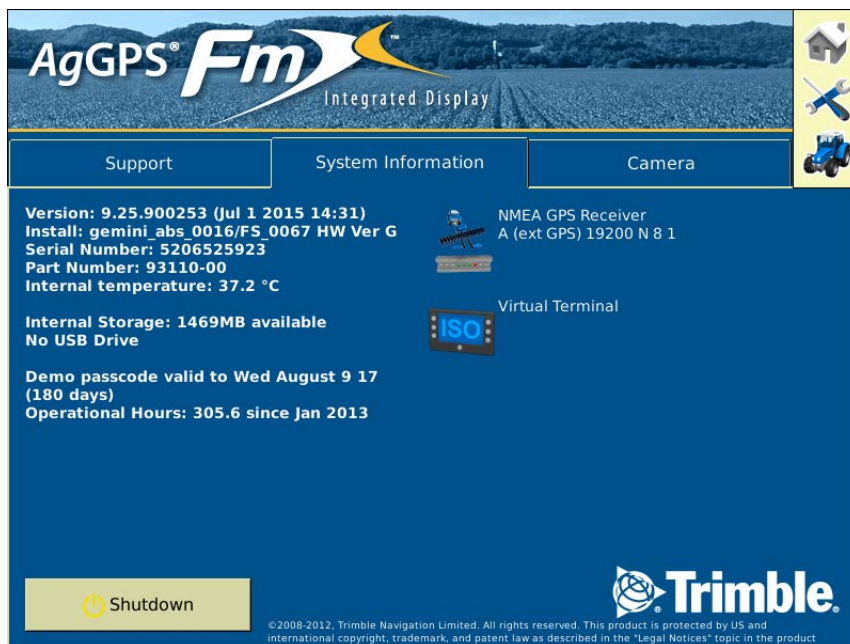 AgGPS® FmX™
Integrated Display
Support
System Information
Camera
Version: 9.25.900253 (Jul 1 2015 14:31)
Install: gemini_abs_0016/FS_0067 HW Ver G
Serial Number: 5206525923
Part Number: 93110-00
Internal temperature: 37.2 °C
Internal Storage: 1469MB available
No USB Drive
Demo passcode valid to Wed August 9 17
(180 days)
Operational Hours: 305.6 since Jan 2013
NMEA GPS Receiver
A (ext GPS) 19200 N 8 1
ISO
Virtual Terminal
Shutdown
Trimble.
©2008-2012, Trimble Navigation Limited. All rights reserved. This product is protected by US and
international copyright, trademark, and patent law as described in the "Legal Notices" topic in the product